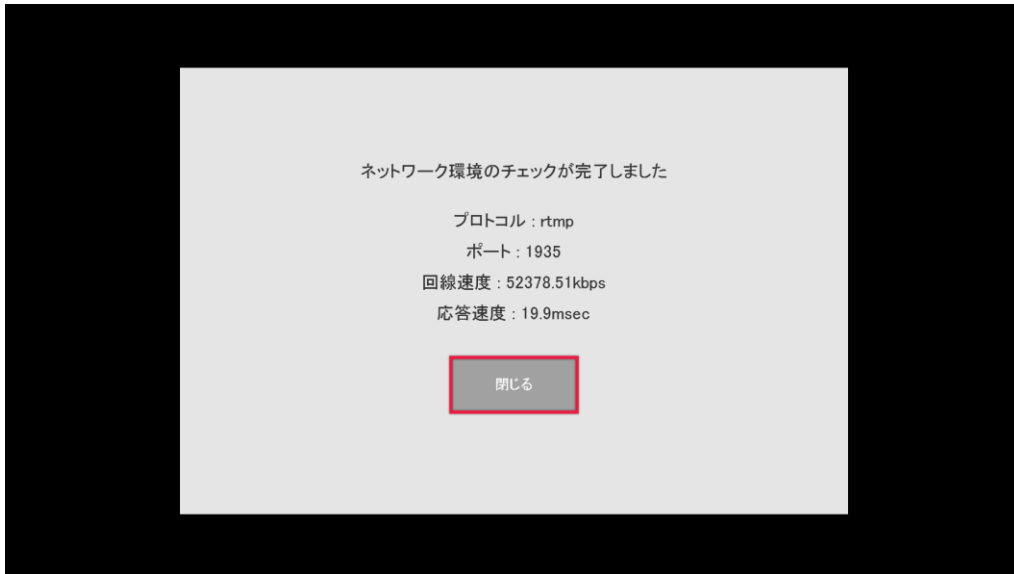 ネットワーク環境のチェックが完了しました
プロトコル : rtmp
ポート : 1935
回線速度 : 52378.51kbps
応答速度 : 19.9msec
閉じる